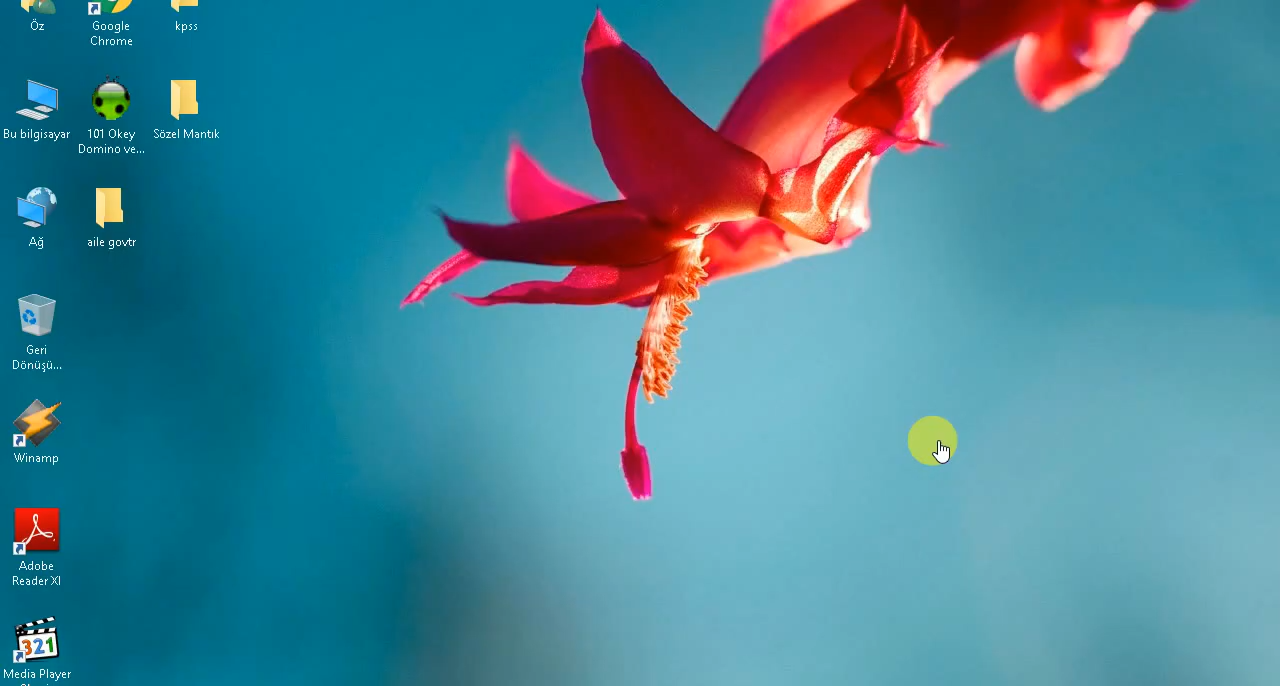 Öz
Google
Chrome
kpss
Bu bilgisayar
101 Okey
Domino ve...
Sözel Mantık
Ağ
aile govtr
Geri
Dönüşü...
Winamp
Adobe
Reader XI
321
Media Player